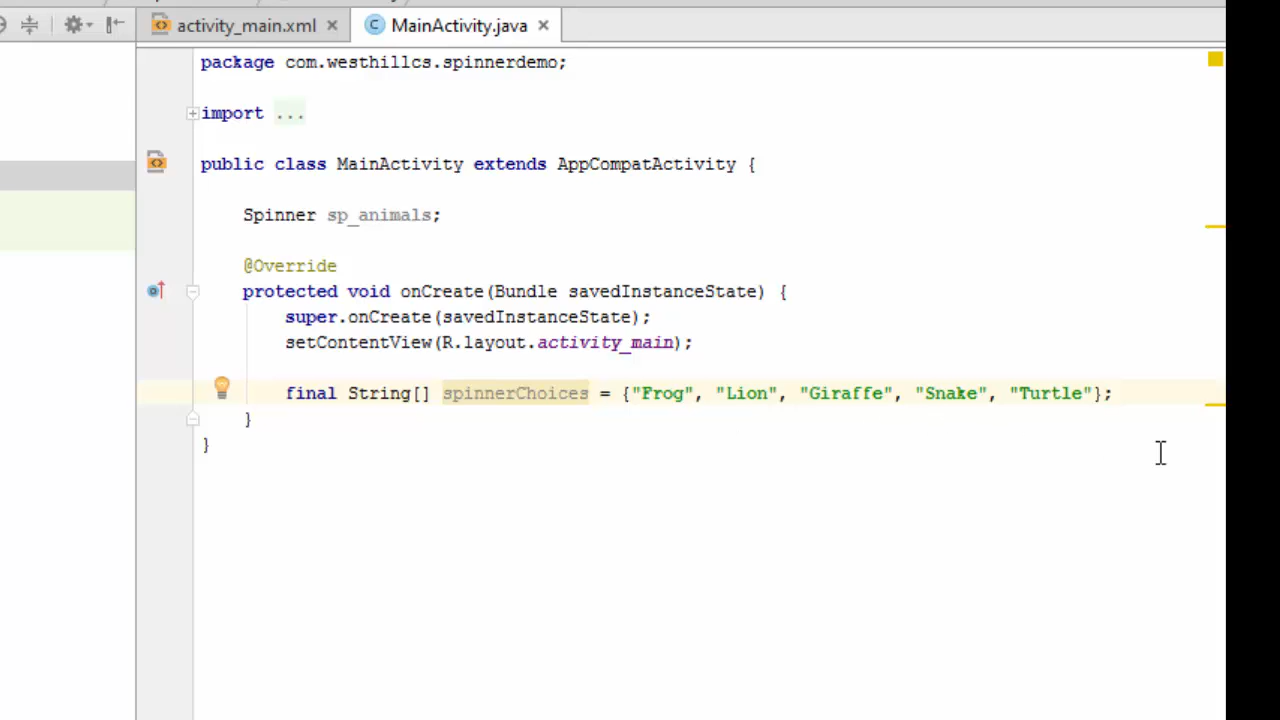 activity_main.xml MainActivity.java
package com.westhillcs.spinnerdemo;
import ...
public class MainActivity extends AppCompatActivity {
Spinner sp_animals;
@Override
protected void onCreate(Bundle savedInstanceState) {
super.onCreate(savedInstanceState);
setContentView(R.layout.activity_main);
final String[] spinnerChoices = {"Frog", "Lion", "Giraffe", "Snake", "Turtle"};
}
}